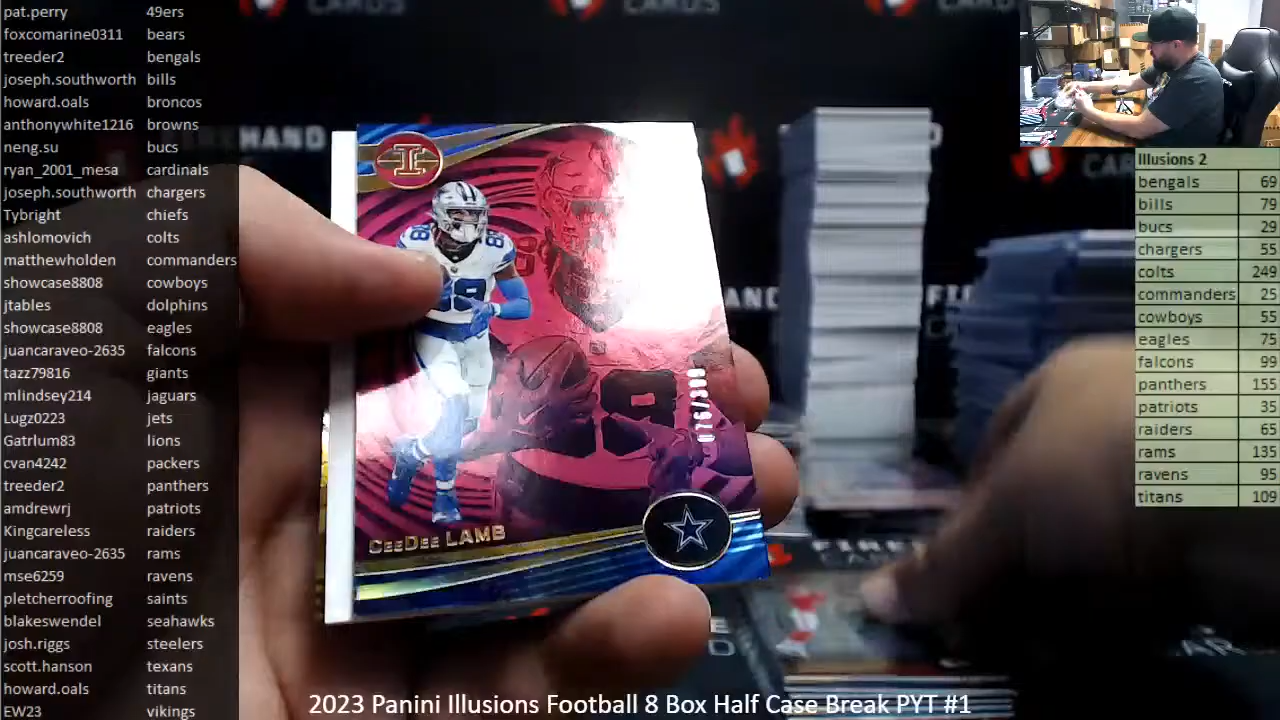 pat.perry 49ers
foxcomarine0311 bears
treeder2 bengals
joseph.southworth bills
howard.oals broncos
anthonywhite1216 browns
neng.su bucs
ryan_2001_mesa cardinals
joseph.southworth chargers
Tybright chiefs
ashlomovich colts
matthewholden commanders
showcase8808 cowboys
jtables dolphins
showcase8808 eagles
juancaraveo-2635 falcons
tazz79816 giants
mlindsey214 jaguars
Lugz0223 jets
Gatrlum83 lions
cvan4242 packers
treeder2 panthers
amdrewrj patriots
Kingcareless raiders
juancaraveo-2635 rams
mse6259 ravens
pletcherroofing saints
blakeswendel seahawks
josh.riggs steelers
scott.hanson texans
howard.oals titans
EW23 vikings
CARDS
HAND
88
CEEDEE LAMB
Illusions 2
bengals 69
bills 79
bucs 29
chargers 55
colts 249
commanders 25
cowboys 55
eagles 75
falcons 99
panthers 155
patriots 35
raiders 65
rams 135
ravens 95
titans 109
2023 Panini Illusions Football 8 Box Half Case Break PYT #1